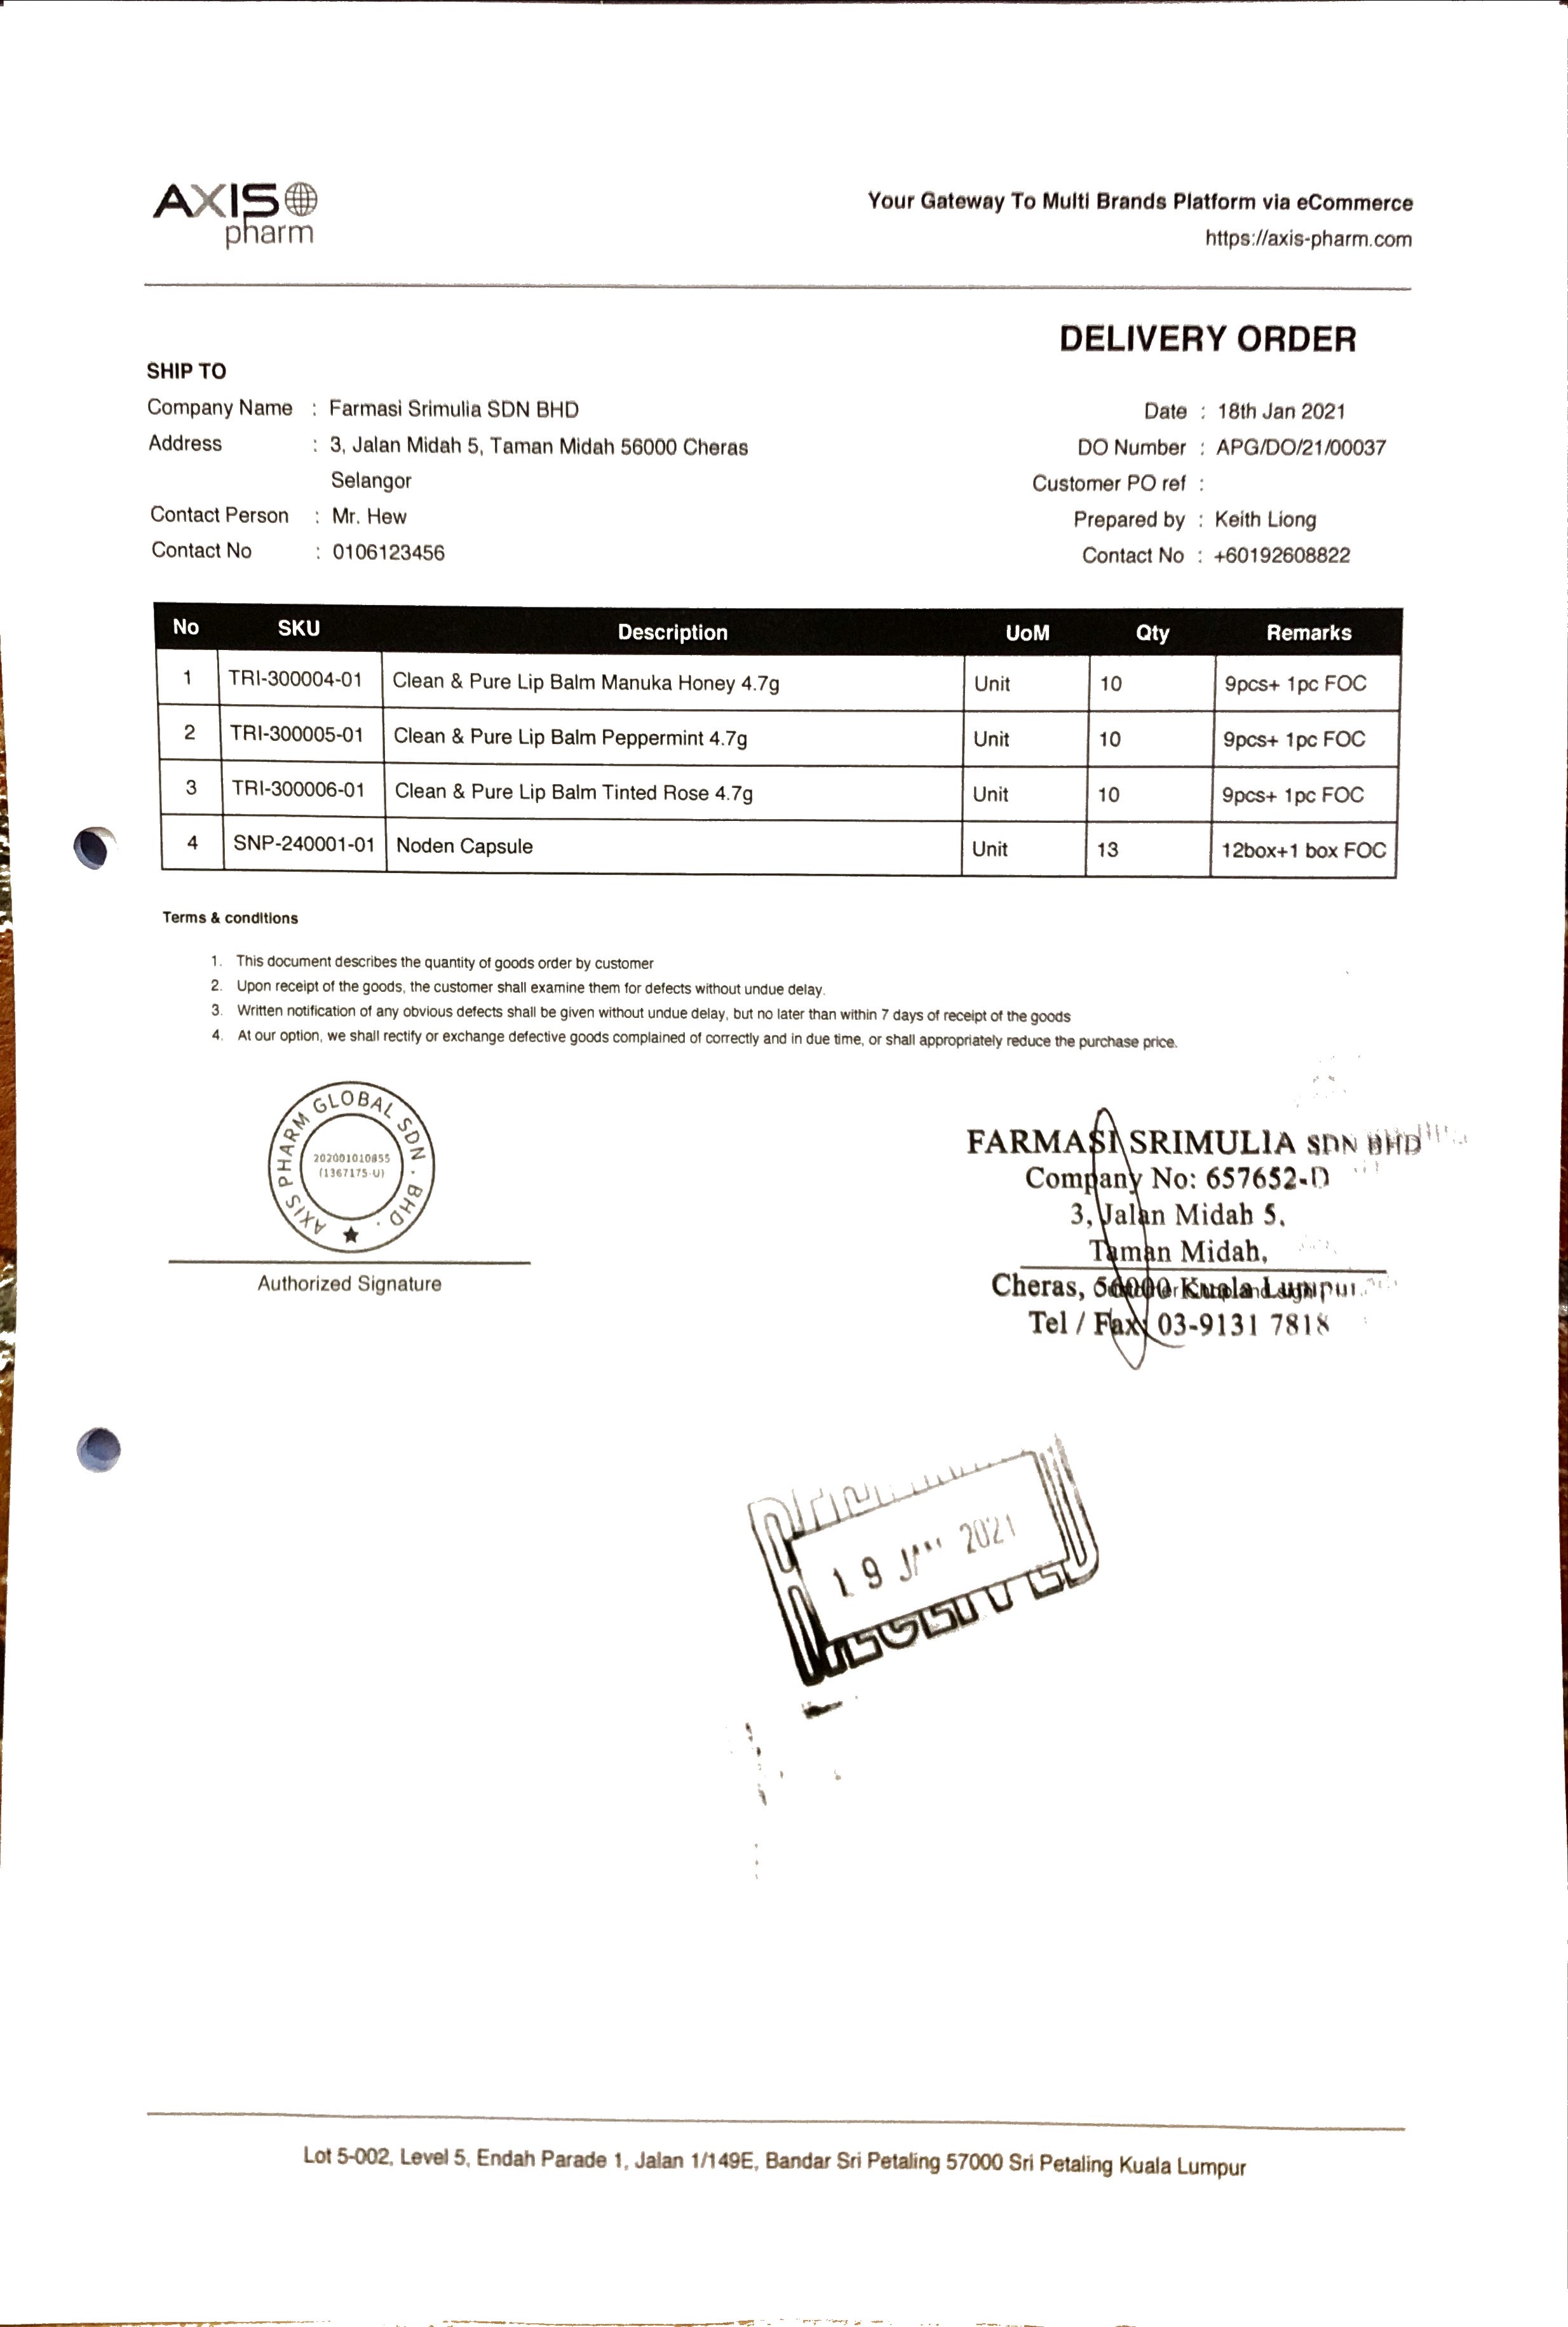 AXIS
pharm
Your Gateway To Multi Brands Platform via eCommerce
https://axis-pharm.com
DELIVERY ORDER
SHIP TO
Company Name : Farmasi Srimulia SDN BHD
Address : 3, Jalan Midah 5, Taman Midah 56000 Cheras
Selangor
Contact Person : Mr. Hew
Contact No : 0106123456
Date : 18th Jan 2021
DO Number : APG/DO/21/00037
Customer PO ref :
Prepared by : Keith Liong
Contact No : +60192608822
No SKU Description UoM Qty Remarks
1 TRI-300004-01 Clean & Pure Lip Balm Manuka Honey 4.7g Unit 10 9pcs+ 1pc FOC
2 TRI-300005-01 Clean & Pure Lip Balm Peppermint 4.7g Unit 10 9pcs+ 1pc FOC
3 TRI-300006-01 Clean & Pure Lip Balm Tinted Rose 4.7g Unit 10 9pcs+ 1pc FOC
4 SNP-240001-01 Noden Capsule Unit 13 12box+1 box FOC
Terms & conditions
1. This document describes the quantity of goods order by customer
2. Upon receipt of the goods, the customer shall examine them for defects without undue delay.
3. Written notification of any obvious defects shall be given without undue delay, but no later than within 7 days of receipt of the goods
4. At our option, we shall rectify or exchange defective goods complained of correctly and in due time, or shall appropriately reduce the purchase price.
AXIS PHARM GLOBAL SDN. BHD.
202001010855
(1367175-U)
Authorized Signature
FARMASI SRIMULIA SDN BHD
Company No: 657652-D
3, Jalan Midah 5,
Taman Midah,
Cheras, 56000 Kuala Lumpur.
Tel / Fax: 03-9131 7818
19 JAN 2021
RECEIVED
Lot 5-002, Level 5, Endah Parade 1, Jalan 1/149E, Bandar Sri Petaling 57000 Sri Petaling Kuala Lumpur